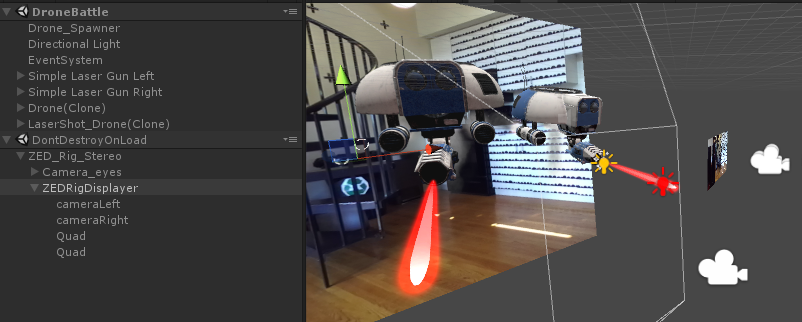 DroneBattle
Drone_Spawner
Directional Light
EventSystem
Simple Laser Gun Left
Simple Laser Gun Right
Drone(Clone)
LaserShot_Drone(Clone)
DontDestroyOnLoad
ZED_Rig_Stereo
Camera_eyes
ZEDRigDisplayer
cameraLeft
cameraRight
Quad
Quad